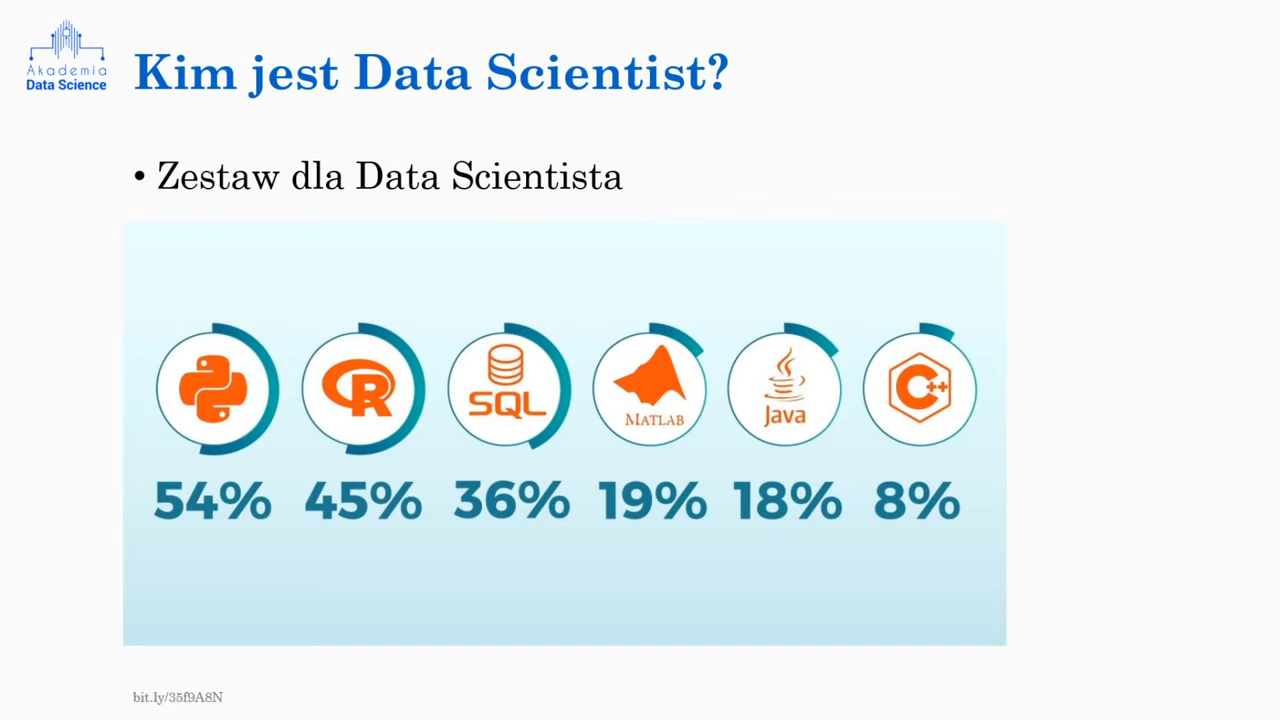 Akademia
Data Science
Kim jest Data Scientist?
• Zestaw dla Data Scientista
R
SQL
MATLAB
Java
C++
54% 45% 36% 19% 18% 8%
bit.ly/35f9A8N